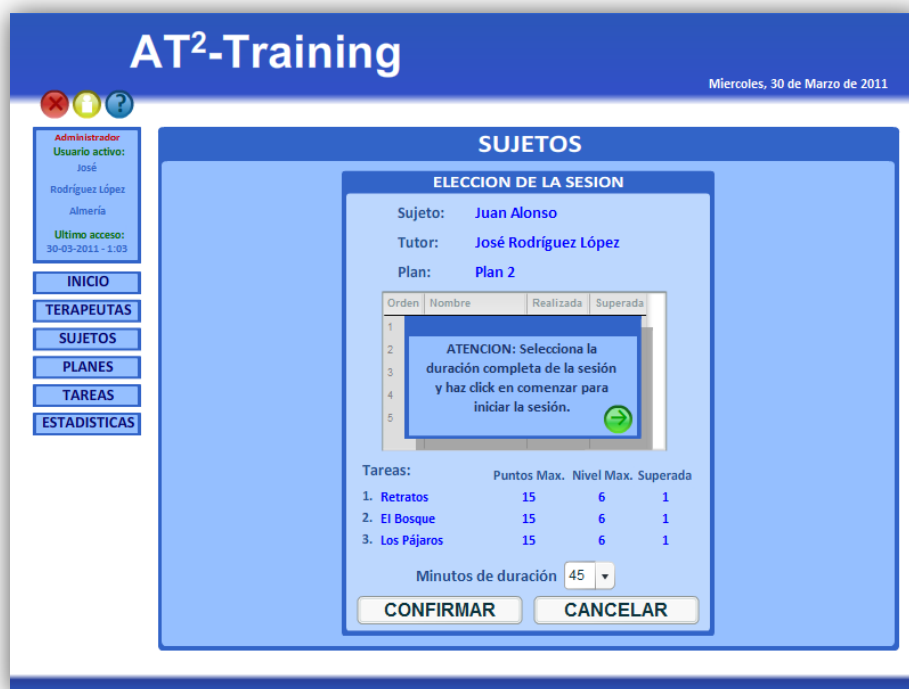 AT²-Training
Miercoles, 30 de Marzo de 2011
Administrador
Usuario activo:
José
Rodríguez López
Almería
Ultimo acceso:
30-03-2011 - 1:03
INICIO
TERAPEUTAS
SUJETOS
PLANES
TAREAS
ESTADISTICAS
SUJETOS
ELECCION DE LA SESION
Sujeto: Juan Alonso
Tutor: José Rodríguez López
Plan: Plan 2
Orden Nombre Realizada Superada
1
2
3
4
5
ATENCION: Selecciona la
duración completa de la sesión
y haz click en comenzar para
iniciar la sesión.
Tareas: Puntos Max. Nivel Max. Superada
1. Retratos 15 6 1
2. El Bosque 15 6 1
3. Los Pájaros 15 6 1
Minutos de duración 45
CONFIRMAR CANCELAR